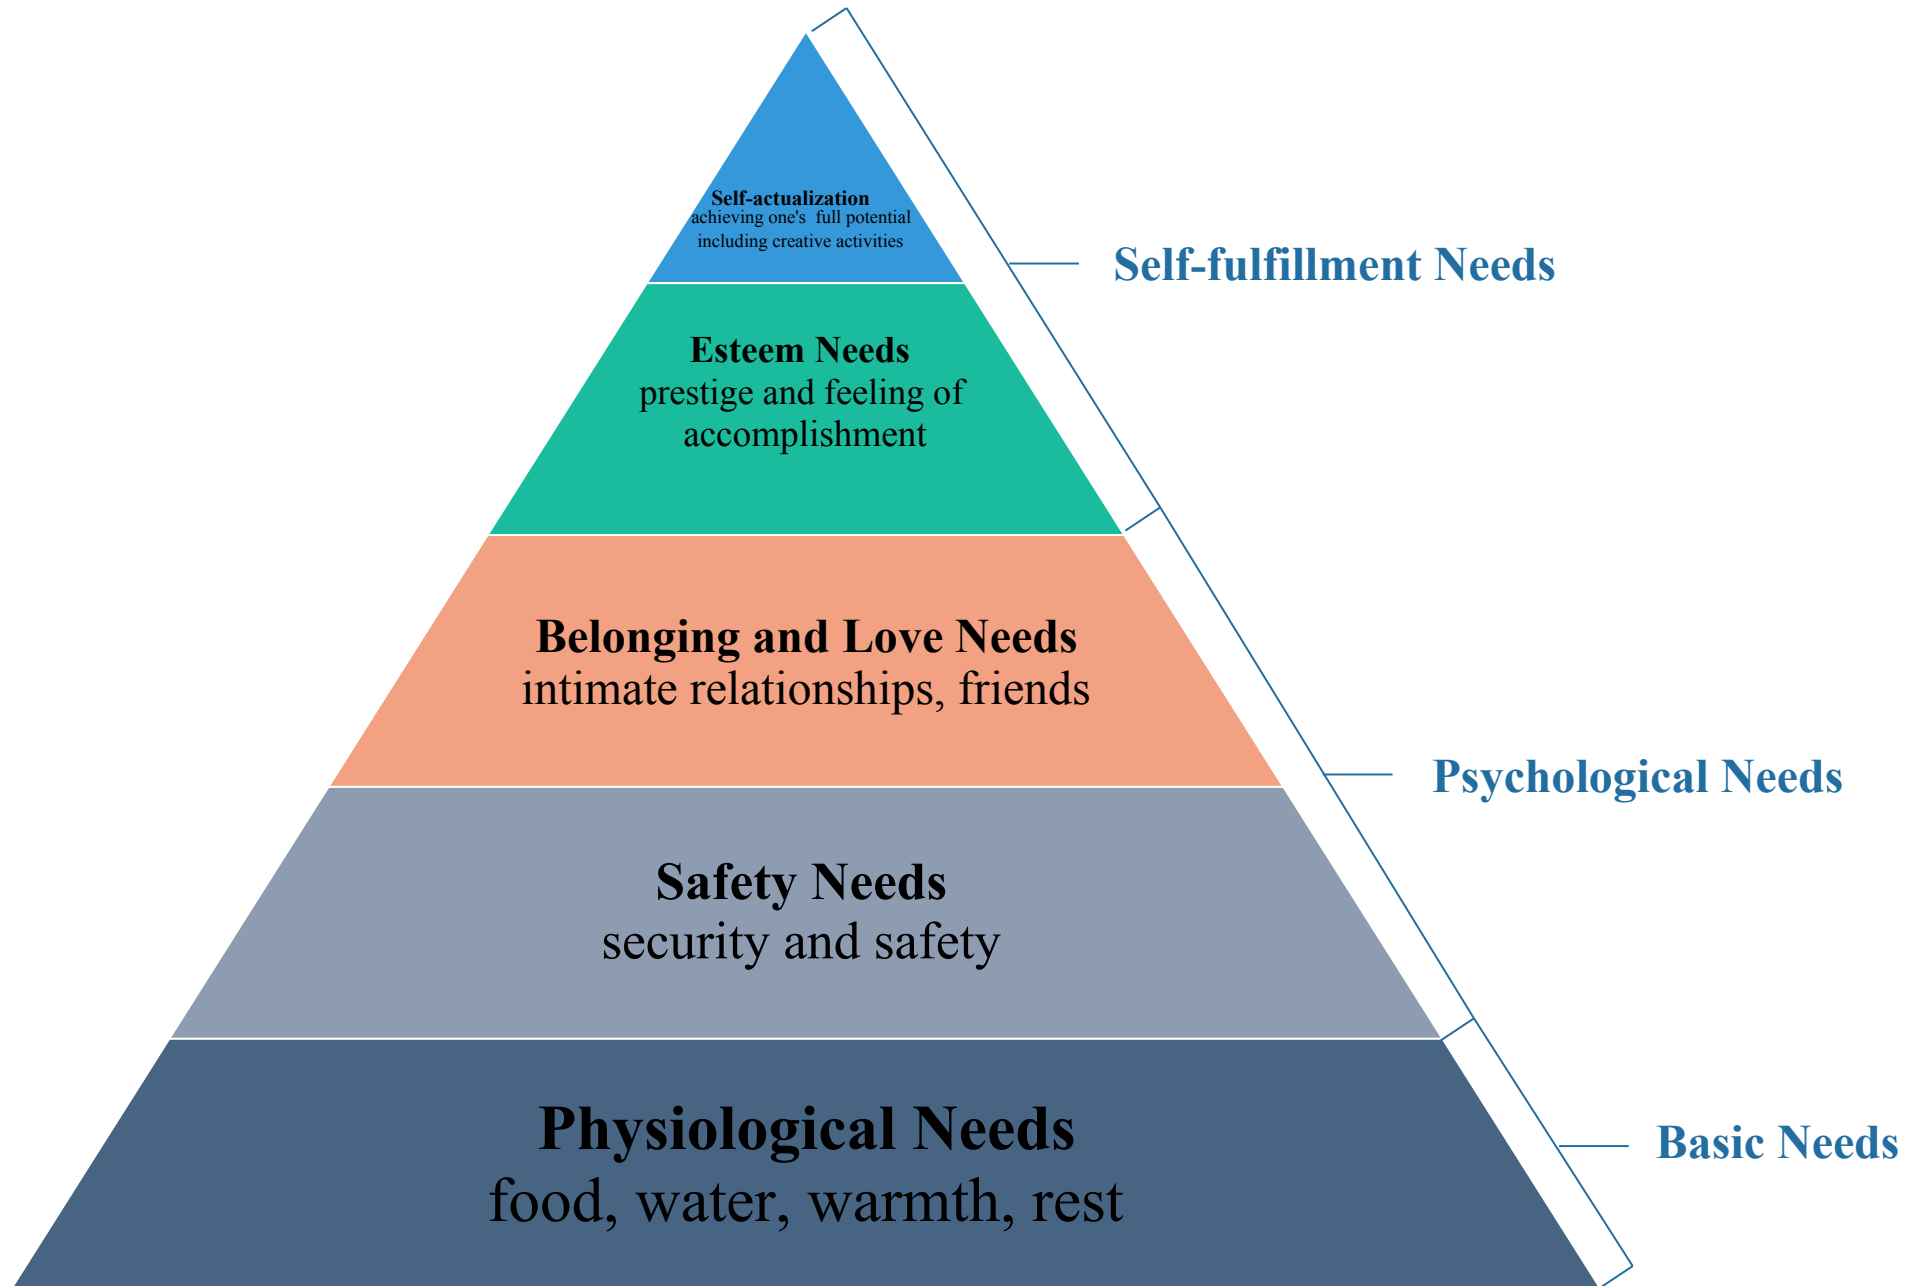 Self-actualization
achieving one's  full potential
including creative activities
Self-fulfillment Needs
Esteem Needs
prestige and feeling of
accomplishment
Belonging and Love Needs
intimate relationships, friends
Psychological Needs
Safety Needs
security and safety
Physiological Needs
food, water, warmth, rest
Basic Needs